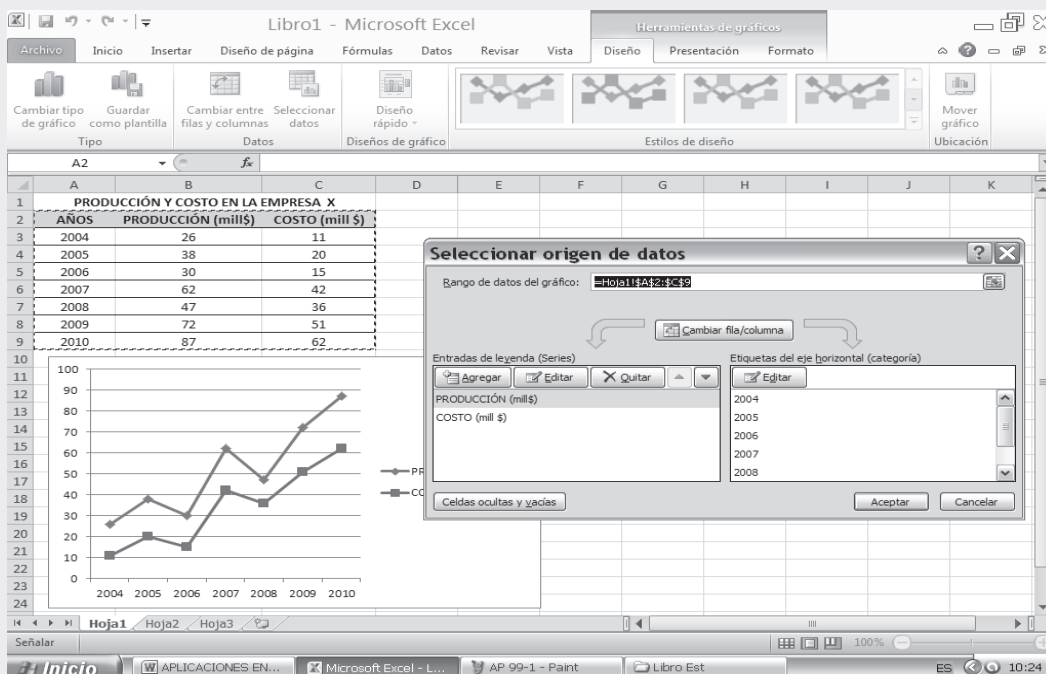 Libro1 - Microsoft Excel
Herramientas de gráficos
Archivo Inicio Insertar Diseño de página Fórmulas Datos Revisar Vista Diseño Presentación Formato
Cambiar tipo de gráfico
Guardar como plantilla
Cambiar entre filas y columnas
Seleccionar datos
Diseño rápido
Mover gráfico
Tipo Datos Diseños de gráfico Estilos de diseño Ubicación
A2 fx
A B C D E F G H I J K
1 PRODUCCIÓN Y COSTO EN LA EMPRESA X
2 AÑOS PRODUCCIÓN (mill$) COSTO (mill $)
3 2004 26 11
4 2005 38 20
5 2006 30 15
6 2007 62 42
7 2008 47 36
8 2009 72 51
9 2010 87 62
10
11
12
13
14
15
16
17
18
19
20
21
22
23
24
100
90
80
70
60
50
40
30
20
10
0
2004 2005 2006 2007 2008 2009 2010
PR
CO
Seleccionar origen de datos
Rango de datos del gráfico: =Hoja1!$A$2:$C$9
Cambiar fila/columna
Entradas de leyenda (Series)
Agregar Editar Quitar
PRODUCCIÓN (mill$)
COSTO (mill $)
Etiquetas del eje horizontal (categoría)
Editar
2004
2005
2006
2007
2008
Celdas ocultas y vacías Aceptar Cancelar
Hoja1 Hoja2 Hoja3
Señalar 100%
Inicio APLICACIONES EN... Microsoft Excel - L... AP 99-1 - Paint Libro Est ES 10:24